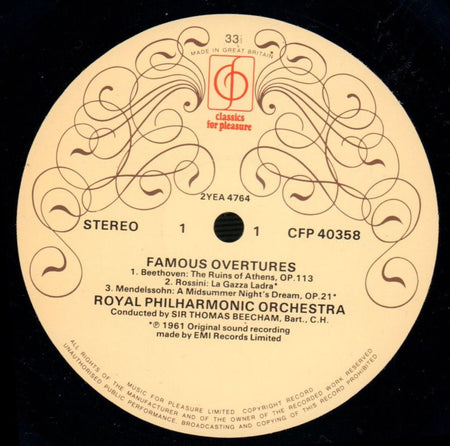 33⅓
MADE IN GREAT BRITAIN
classics
for pleasure
2YEA 4764
STEREO 1 1 CFP 40358
FAMOUS OVERTURES
1. Beethoven: The Ruins of Athens, OP.113
2. Rossini: La Gazza Ladra*
3. Mendelssohn: A Midsummer Night's Dream, OP.21*
ROYAL PHILHARMONIC ORCHESTRA
Conducted by SIR THOMAS BEECHAM, Bart., C.H.
*℗ 1961 Original sound recording
made by EMI Records Limited
MUSIC FOR PLEASURE LIMITED. COPYRIGHT RECORD
ALL RIGHTS OF THE MANUFACTURER AND OF THE OWNER OF THE RECORDED WORK RESERVED
UNAUTHORISED PUBLIC PERFORMANCE, BROADCASTING AND COPYING OF THIS RECORD PROHIBITED